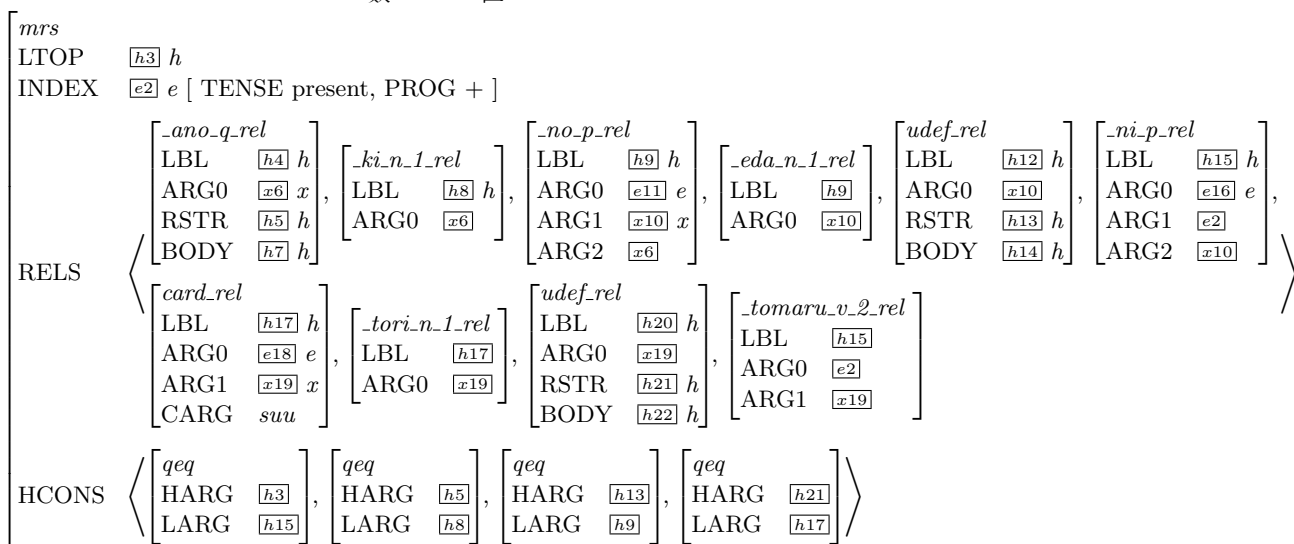 mrs
LTOP h3 h
INDEX e2 e [ TENSE present, PROG + ]
RELS
_ano_q_rel
LBL h4 h
ARG0 x6 x
RSTR h5 h
BODY h7 h
_ki_n_1_rel
LBL h8 h
ARG0 x6
_no_p_rel
LBL h9 h
ARG0 e11 e
ARG1 x10 x
ARG2 x6
_eda_n_1_rel
LBL h9
ARG0 x10
udef_rel
LBL h12 h
ARG0 x10
RSTR h13 h
BODY h14 h
_ni_p_rel
LBL h15 h
ARG0 e16 e
ARG1 e2
ARG2 x10
card_rel
LBL h17 h
ARG0 e18 e
ARG1 x19 x
CARG suu
_tori_n_1_rel
LBL h17
ARG0 x19
udef_rel
LBL h20 h
ARG0 x19
RSTR h21 h
BODY h22 h
_tomaru_v_2_rel
LBL h15
ARG0 e2
ARG1 x19
HCONS
qeq
HARG h3
LARG h15
qeq
HARG h5
LARG h8
qeq
HARG h13
LARG h9
qeq
HARG h21
LARG h17